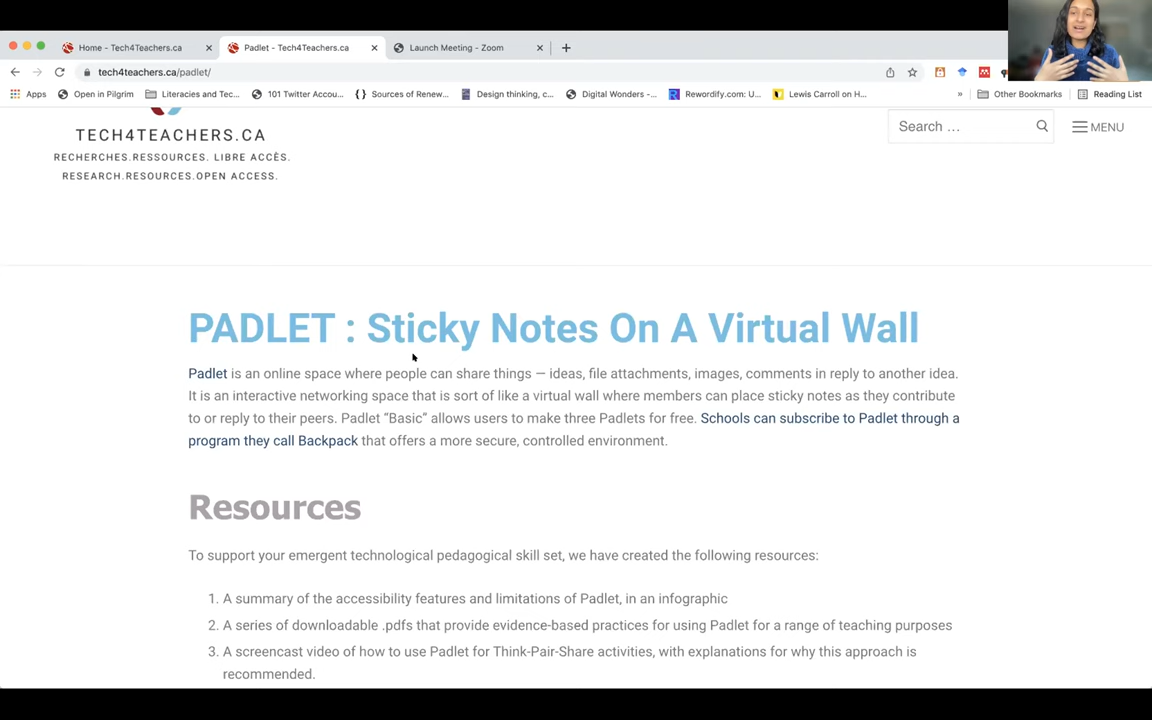 Home - Tech4Teachers.ca
Padlet - Tech4Teachers.ca
Launch Meeting - Zoom
tech4teachers.ca/padlet/
Apps
Open in Pilgrim
Literacies and Tec...
101 Twitter Accou...
Sources of Renew...
Design thinking, c...
Digital Wonders -...
Rewordify.com: U...
Lewis Carroll on H...
»
Other Bookmarks
Reading List
TECH4TEACHERS.CA
RECHERCHES.RESSOURCES. LIBRE ACCÈS.
RESEARCH.RESOURCES.OPEN ACCESS.
Search ...
MENU
PADLET : Sticky Notes On A Virtual Wall
Padlet is an online space where people can share things — ideas, file attachments, images, comments in reply to another idea.
It is an interactive networking space that is sort of like a virtual wall where members can place sticky notes as they contribute
to or reply to their peers. Padlet “Basic” allows users to make three Padlets for free. Schools can subscribe to Padlet through a
program they call Backpack that offers a more secure, controlled environment.
Resources
To support your emergent technological pedagogical skill set, we have created the following resources:
1. A summary of the accessibility features and limitations of Padlet, in an infographic
2. A series of downloadable .pdfs that provide evidence-based practices for using Padlet for a range of teaching purposes
3. A screencast video of how to use Padlet for Think-Pair-Share activities, with explanations for why this approach is
recommended.